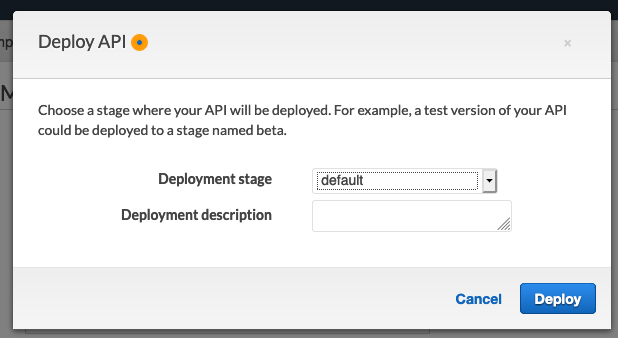 Deploy API
×
Choose a stage where your API will be deployed. For example, a test version of your API
could be deployed to a stage named beta.
Deployment stage
default
Deployment description
Cancel
Deploy